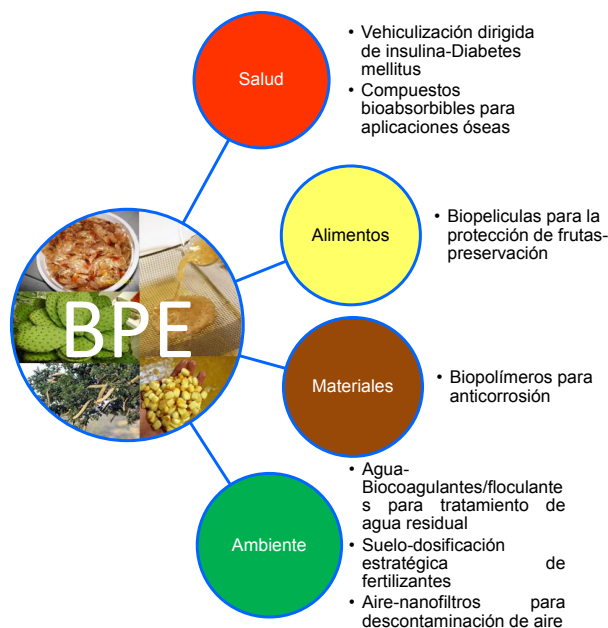 BPE
Salud
• Vehiculización dirigida
de insulina-Diabetes
mellitus
• Compuestos
bioabsorbibles para
aplicaciones óseas
Alimentos
• Biopeliculas para la
protección de frutas-
preservación
Materiales
• Biopolímeros para
anticorrosión
Ambiente
• Agua-
Biocoagulantes/floculante
s para tratamiento de
agua residual
• Suelo-dosificación
estratégica de
fertilizantes
• Aire-nanofiltros para
descontaminación de aire